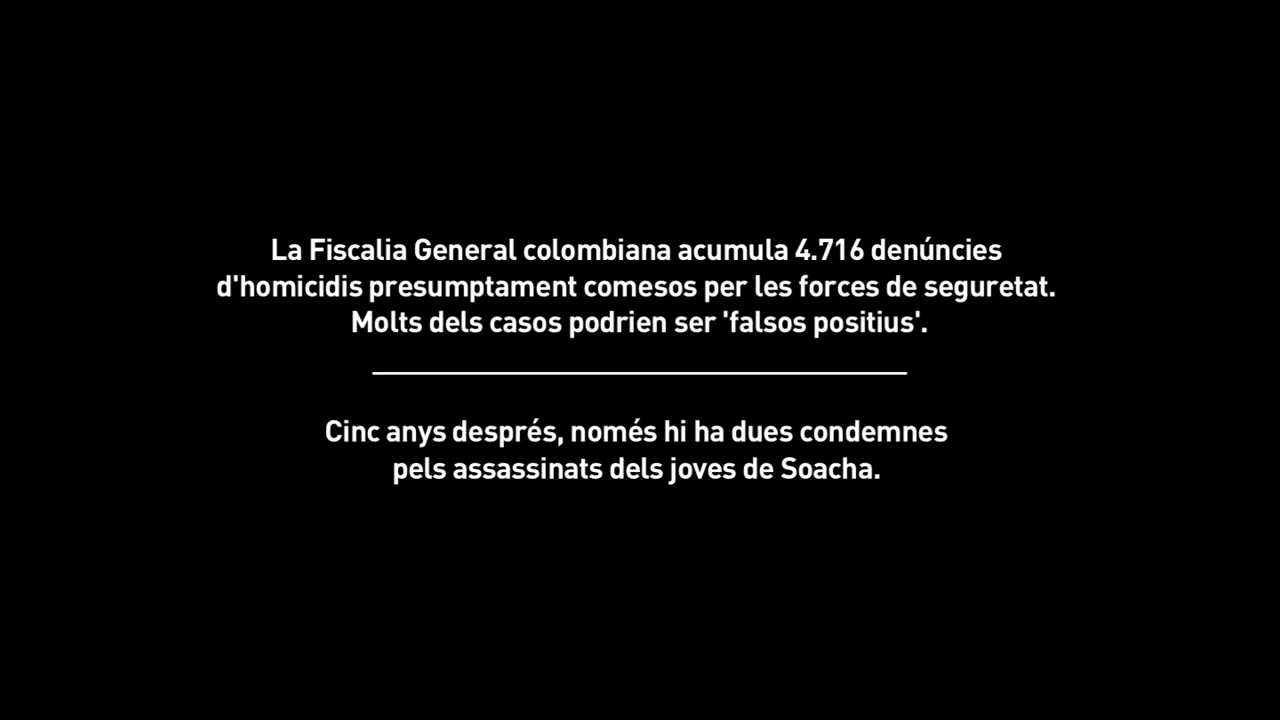 La Fiscalia General colombiana acumula 4.716 denúncies
d'homicidis presumptament comesos per les forces de seguretat.
Molts dels casos podrien ser 'falsos positius'.
Cinc anys després, només hi ha dues condemnes
pels assassinats dels joves de Soacha.